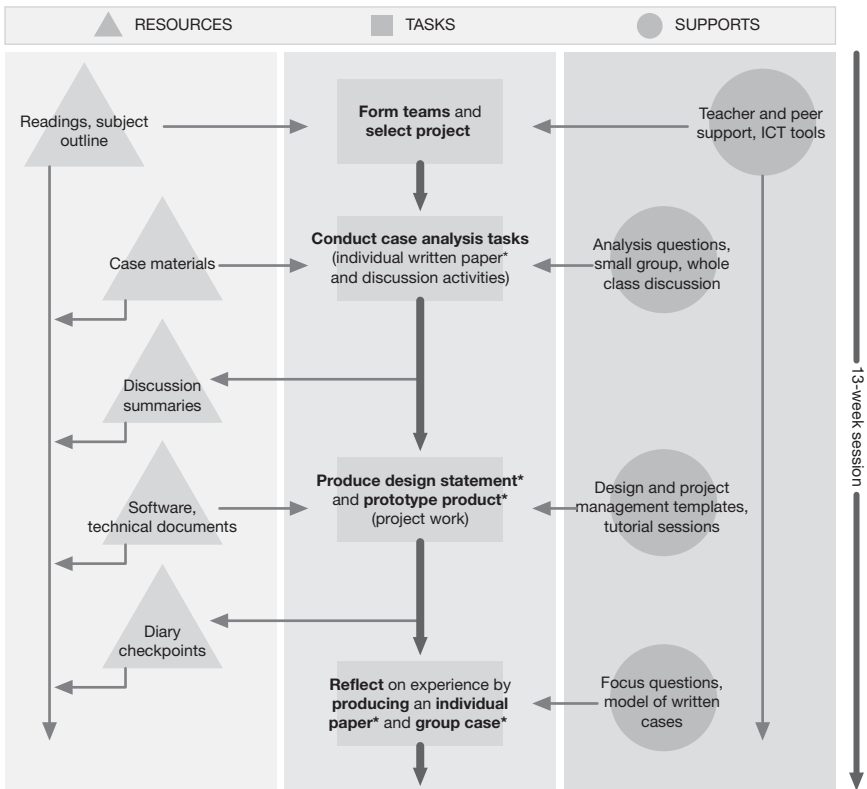 RESOURCES
TASKS
SUPPORTS
Readings, subject
outline
Form teams and
select project
Teacher and peer
support, ICT tools
Case materials
Conduct case analysis tasks
(individual written paper*
and discussion activities)
Analysis questions,
small group, whole
class discussion
Discussion
summaries
Software,
technical documents
Produce design statement*
and prototype product*
(project work)
Design and project
management templates,
tutorial sessions
Diary
checkpoints
Reflect on experience by
producing an individual
paper* and group case*
Focus questions,
model of written
cases
13-week session